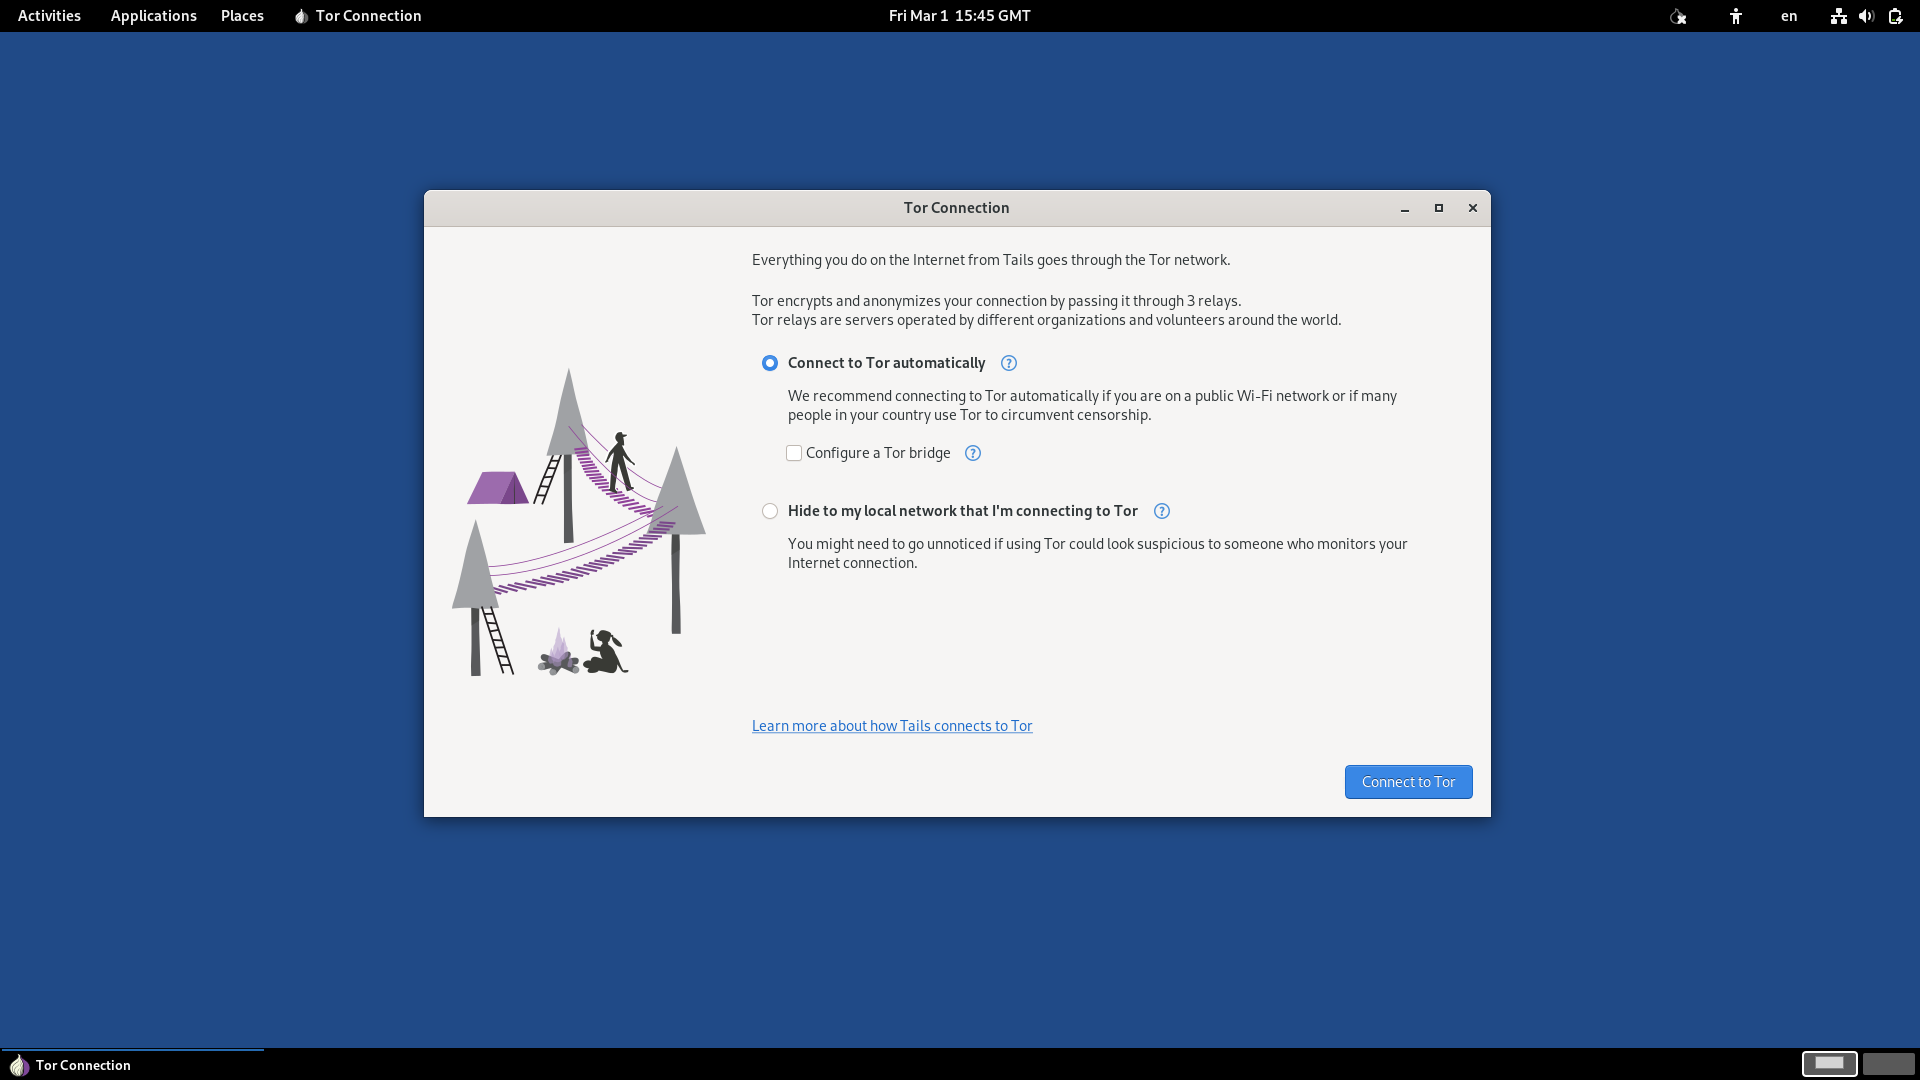 Activities Applications Places Tor Connection Fri Mar 1 15:45 GMT en
Tor Connection
Everything you do on the Internet from Tails goes through the Tor network.
Tor encrypts and anonymizes your connection by passing it through 3 relays.
Tor relays are servers operated by different organizations and volunteers around the world.
Connect to Tor automatically ?
We recommend connecting to Tor automatically if you are on a public Wi-Fi network or if many
people in your country use Tor to circumvent censorship.
Configure a Tor bridge ?
Hide to my local network that I'm connecting to Tor ?
You might need to go unnoticed if using Tor could look suspicious to someone who monitors your
Internet connection.
Learn more about how Tails connects to Tor
Connect to Tor
Tor Connection